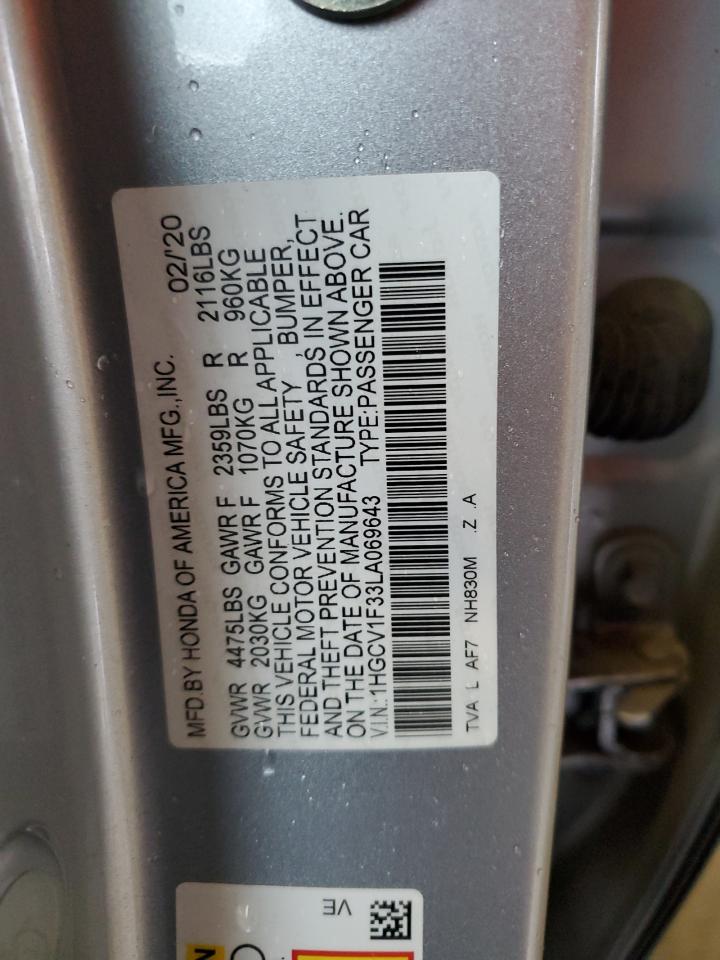 MFD.BY HONDA OF AMERICA MFG.,INC. 02/'20
GVWR 4475LBS GAWR F 2359LBS R 2116LBS
GVWR 2030KG GAWR F 1070KG R 960KG
THIS VEHICLE CONFORMS TO ALL APPLICABLE
FEDERAL MOTOR VEHICLE SAFETY , BUMPER,
AND THEFT PREVENTION STANDARDS IN EFFECT
ON THE DATE OF MANUFACTURE SHOWN ABOVE.
V.I.N.:1HGCV1F33LA069643 TYPE:PASSENGER CAR
TVA L AF7 NH830M .Z .A
VE